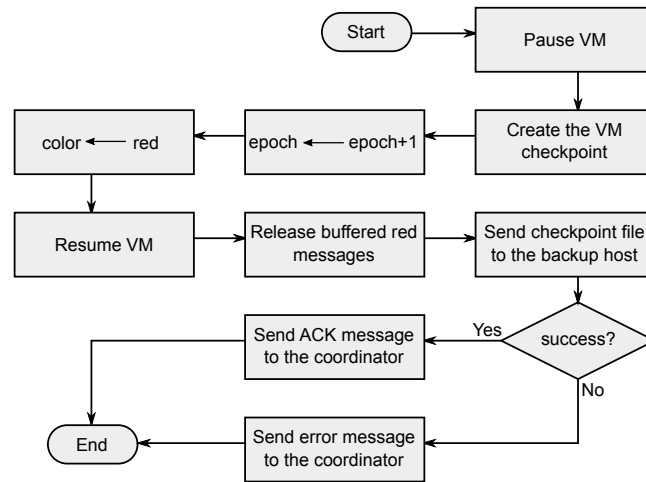 Start
Pause VM
Create the VM
checkpoint
epoch ← epoch+1
color ← red
Resume VM
Release buffered red
messages
Send checkpoint file
to the backup host
success?
Yes
No
Send ACK message
to the coordinator
Send error message
to the coordinator
End